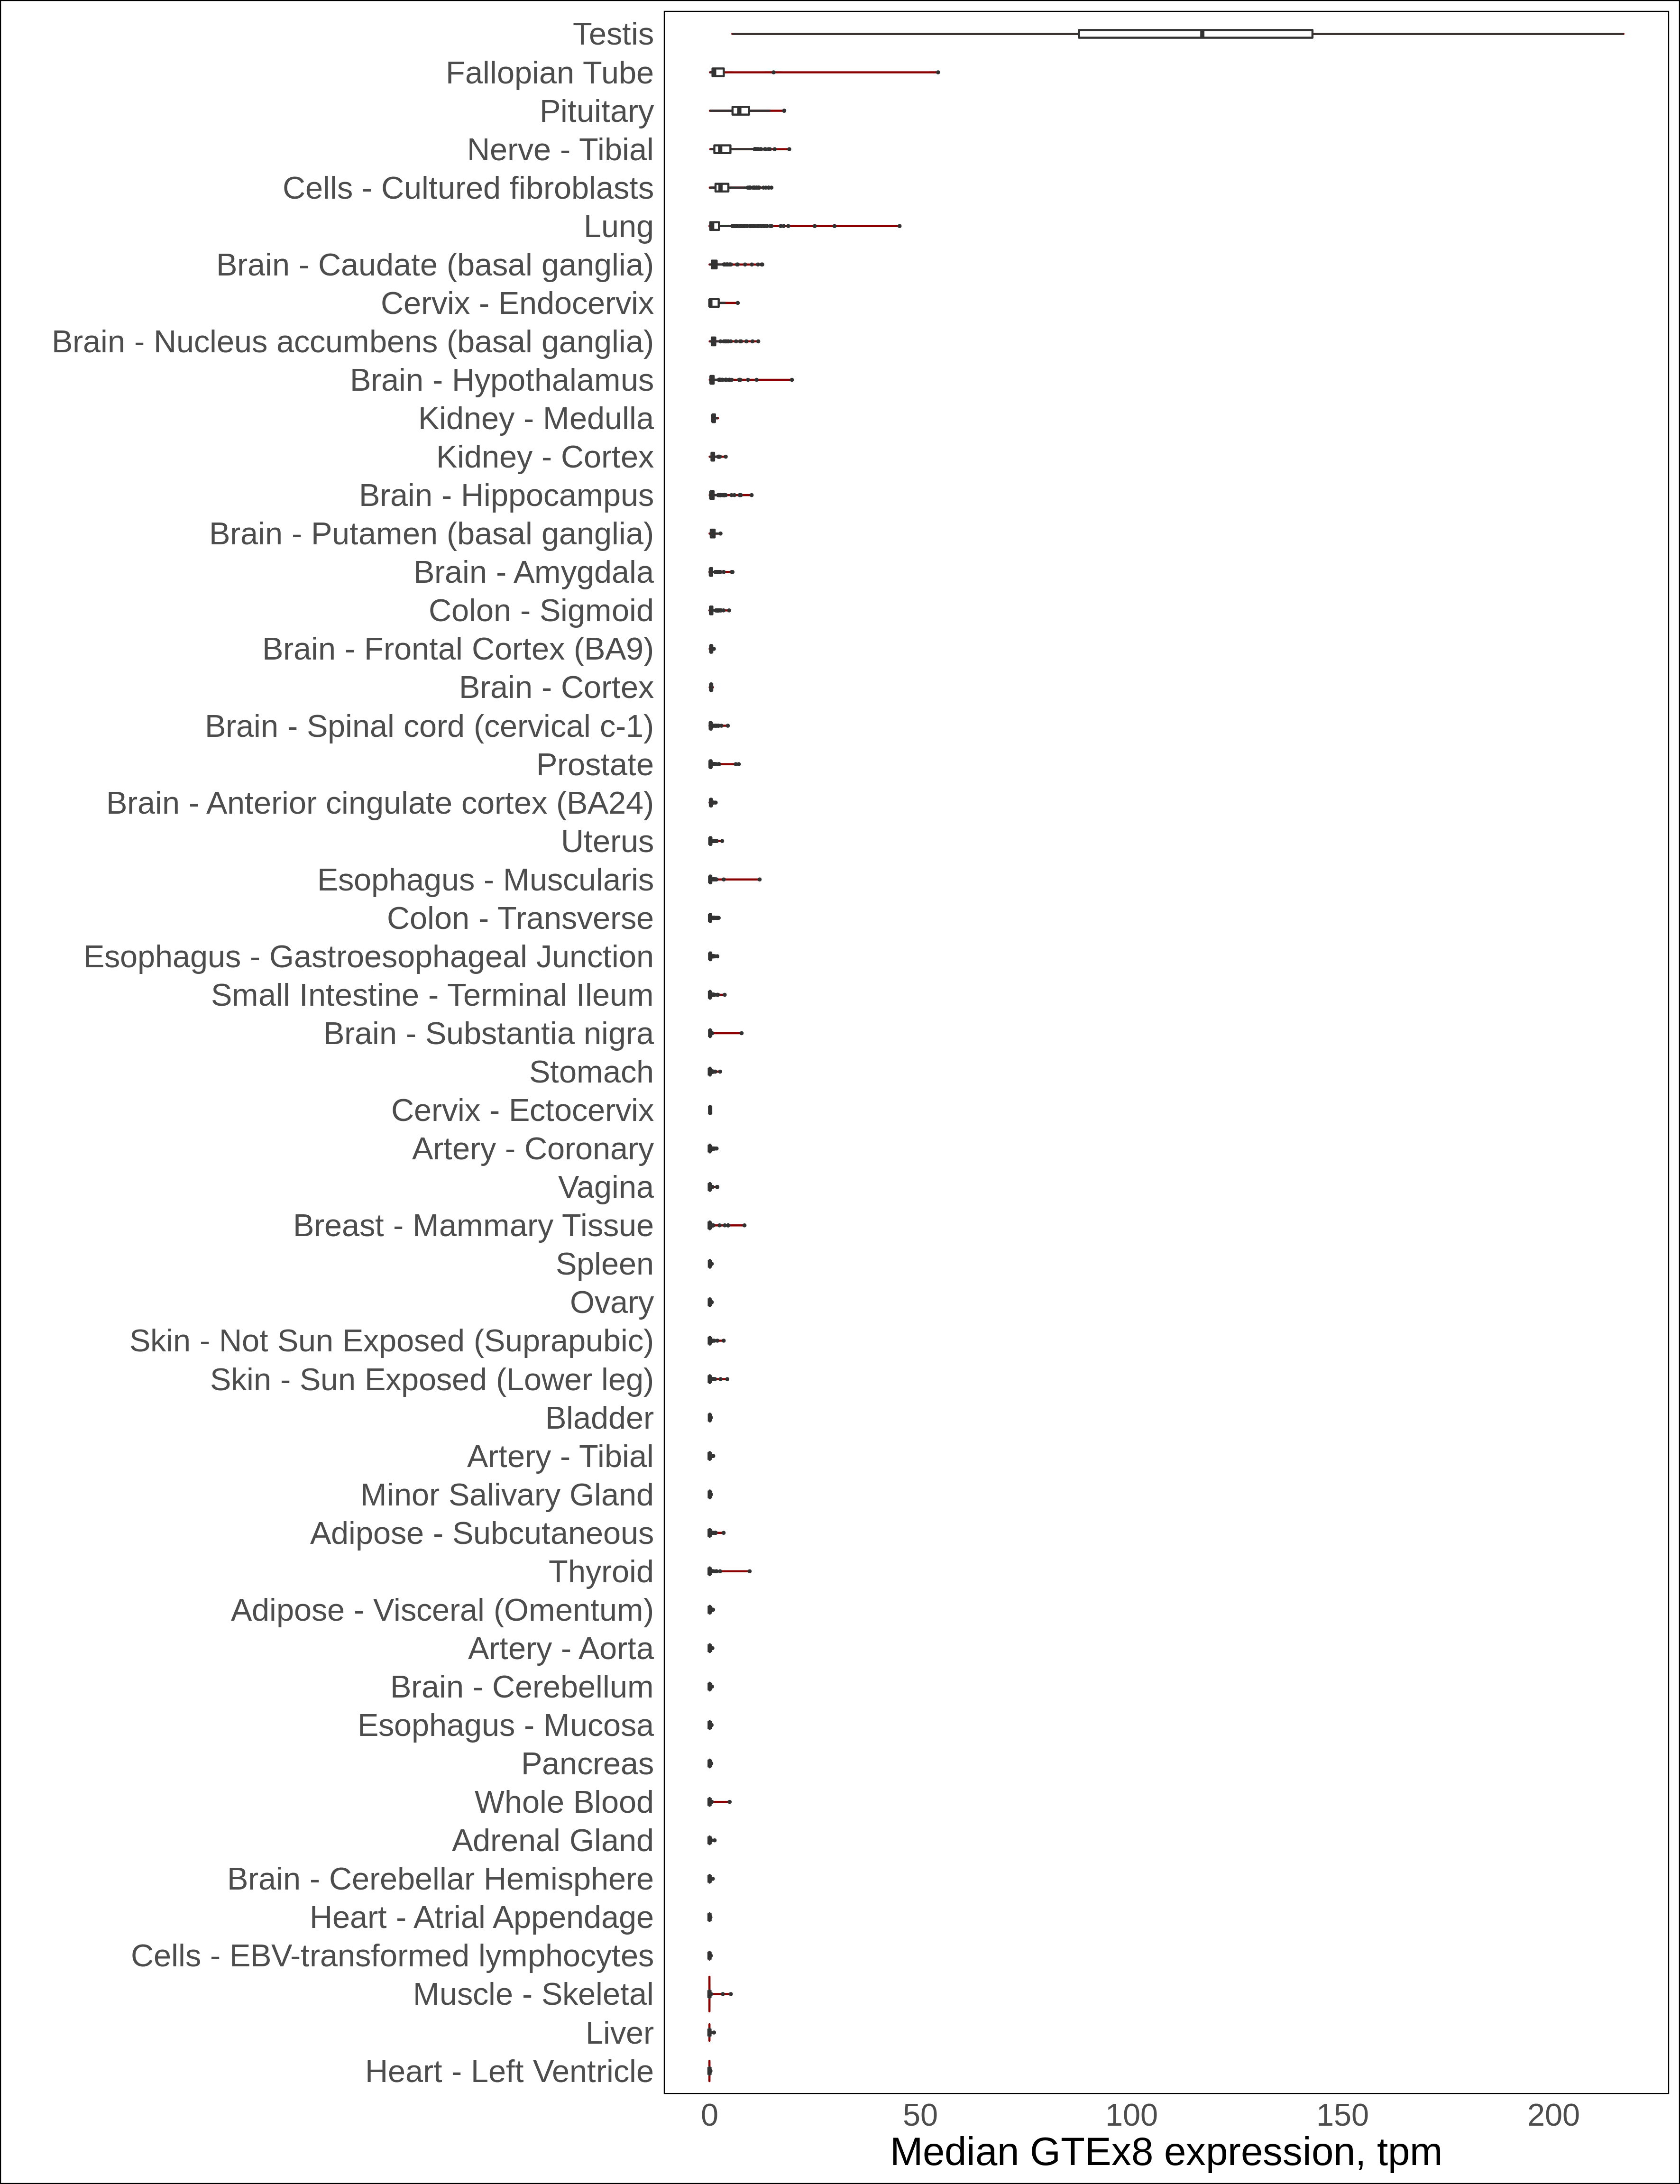 Testis
Fallopian Tube
Pituitary
Nerve - Tibial
Cells - Cultured fibroblasts
Lung
Brain - Caudate (basal ganglia)
Cervix - Endocervix
Brain - Nucleus accumbens (basal ganglia)
Brain - Hypothalamus
Kidney - Medulla
Kidney - Cortex
Brain - Hippocampus
Brain - Putamen (basal ganglia)
Brain - Amygdala
Colon - Sigmoid
Brain - Frontal Cortex (BA9)
Brain - Cortex
Brain - Spinal cord (cervical c-1)
Prostate
Brain - Anterior cingulate cortex (BA24)
Uterus
Esophagus - Muscularis
Colon - Transverse
Esophagus - Gastroesophageal Junction
Small Intestine - Terminal Ileum
Brain - Substantia nigra
Stomach
Cervix - Ectocervix
Artery - Coronary
Vagina
Breast - Mammary Tissue
Spleen
Ovary
Skin - Not Sun Exposed (Suprapubic)
Skin - Sun Exposed (Lower leg)
Bladder
Artery - Tibial
Minor Salivary Gland
Adipose - Subcutaneous
Thyroid
Adipose - Visceral (Omentum)
Artery - Aorta
Brain - Cerebellum
Esophagus - Mucosa
Pancreas
Whole Blood
Adrenal Gland
Brain - Cerebellar Hemisphere
Heart - Atrial Appendage
Cells - EBV-transformed lymphocytes
Muscle - Skeletal
Liver
Heart - Left Ventricle
0 50 100 150 200
Median GTEx8 expression, tpm